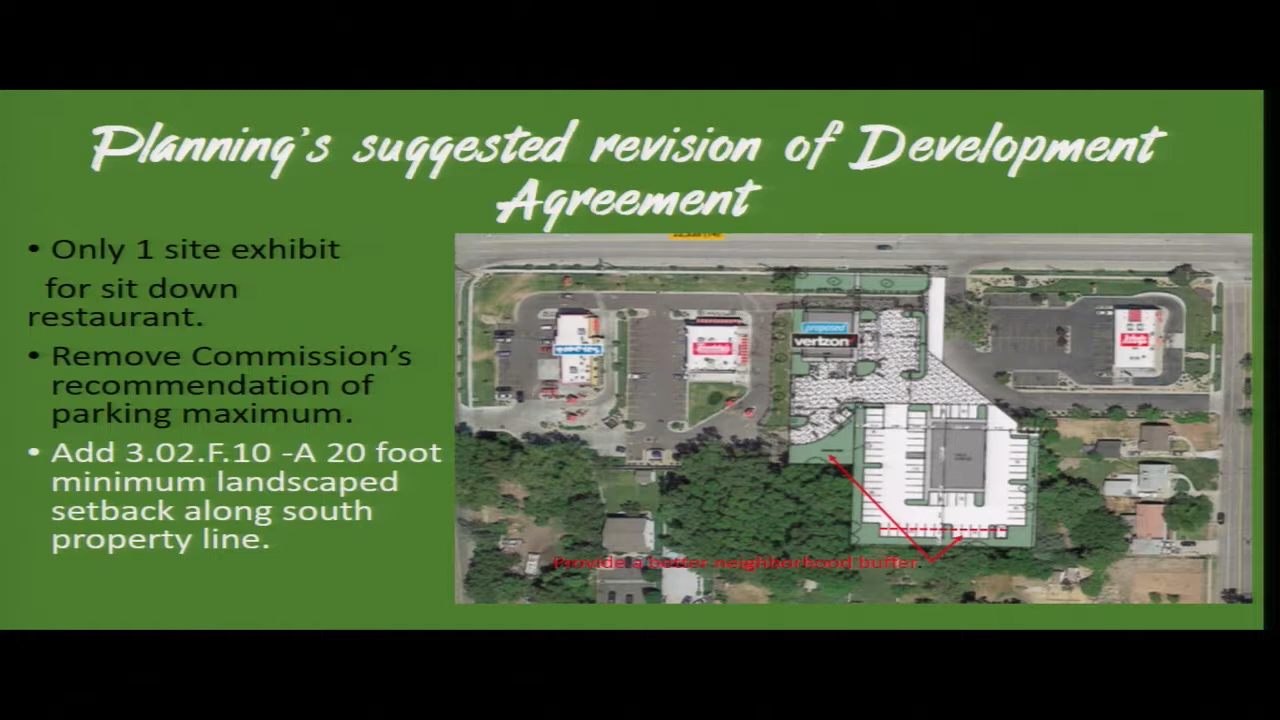 Planning's suggested revision of Development
Agreement
• Only 1 site exhibit
for sit down
restaurant.
• Remove Commission's
recommendation of
parking maximum.
• Add 3.02.F.10 -A 20 foot
minimum landscaped
setback along south
property line.
proposed
verizon
Provide a better neighborhood buffer